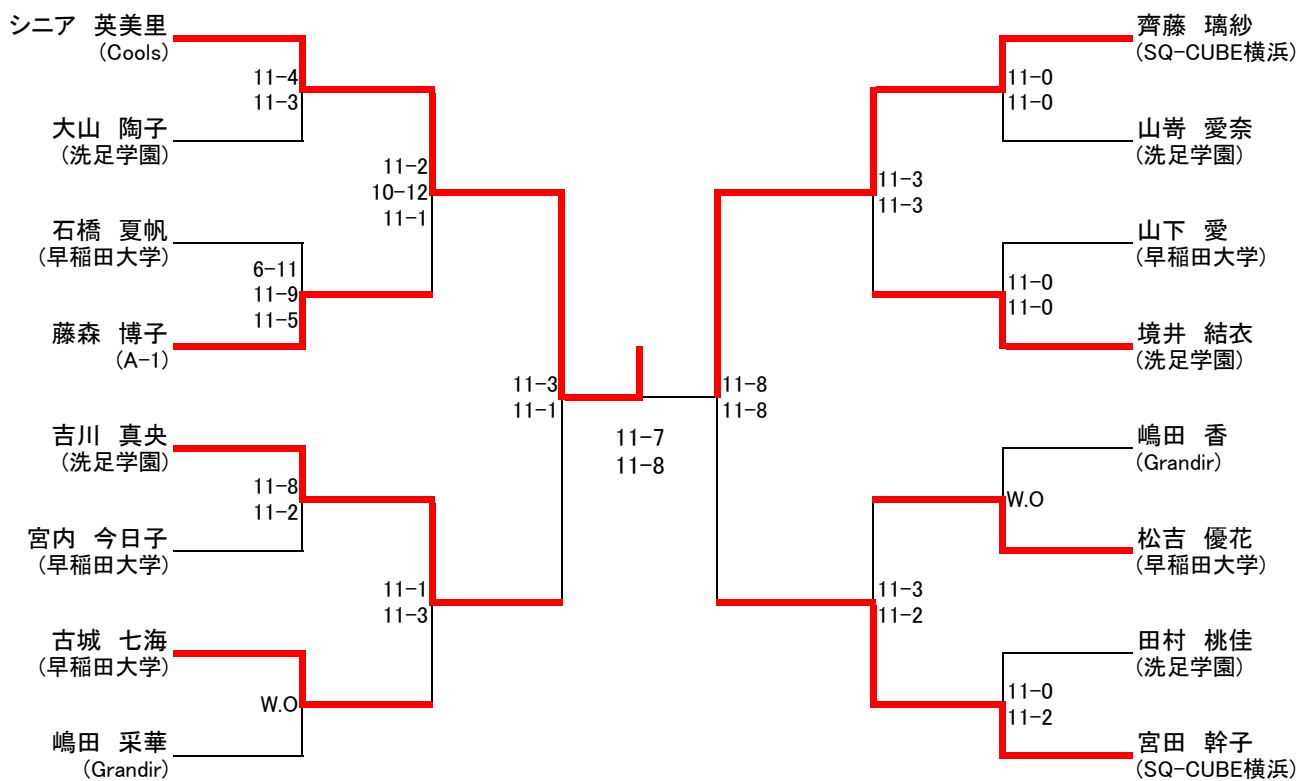 シニア 英美里
(Cools)
11-4
11-3
大山 陶子
(洗足学園)
11-2
10-12
11-1
石橋 夏帆
(早稲田大学)
6-11
11-9
11-5
藤森 博子
(A-1)
11-3
11-1
吉川 真央
(洗足学園)
11-8
11-2
宮内 今日子
(早稲田大学)
11-1
11-3
古城 七海
(早稲田大学)
W.O
嶋田 采華
(Grandir)
11-7
11-8
齊藤 璃紗
(SQ-CUBE横浜)
11-0
11-0
山嵜 愛奈
(洗足学園)
11-3
11-3
山下 愛
(早稲田大学)
11-0
11-0
境井 結衣
(洗足学園)
11-8
11-8
嶋田 香
(Grandir)
W.O
松吉 優花
(早稲田大学)
11-3
11-2
田村 桃佳
(洗足学園)
11-0
11-2
宮田 幹子
(SQ-CUBE横浜)